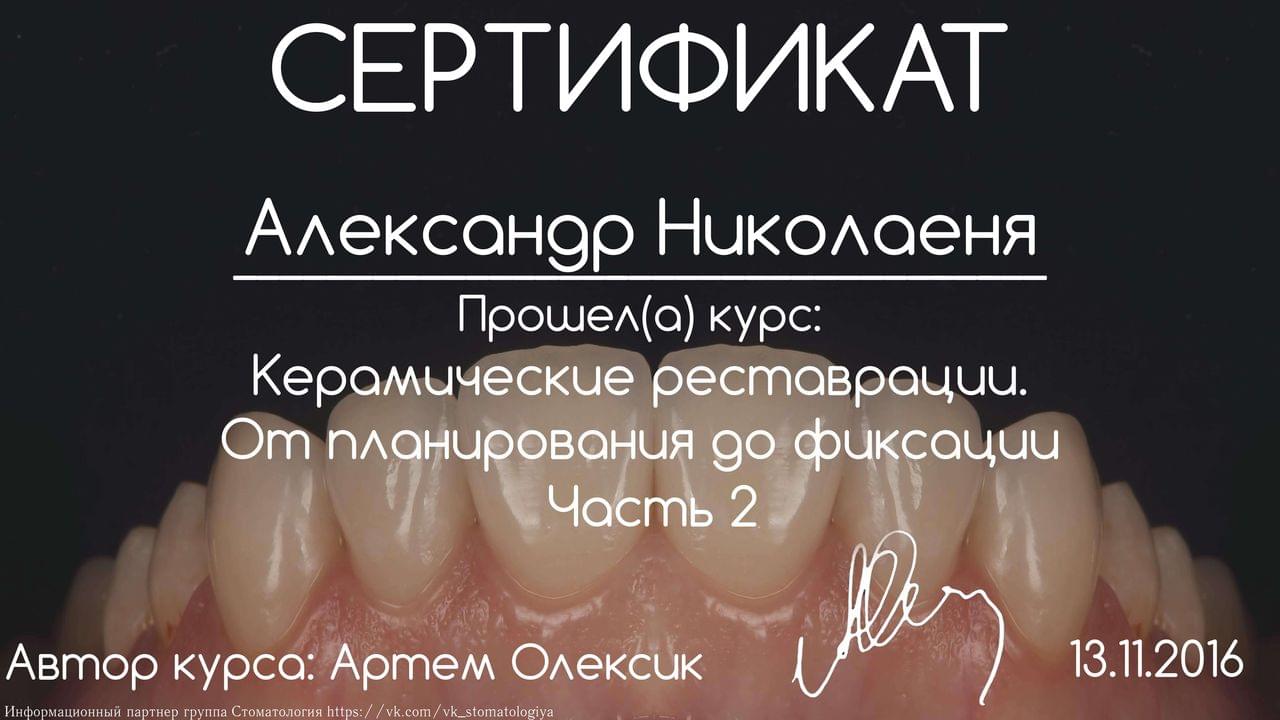 СЕРТИФИКАТ
Александр Николаеня
Прошел(а) курс:
Керамические реставрации.
От планирования до фиксации
Часть 2
Автор курса: Артем Олексик
13.11.2016
Информационный партнер группа Стоматология https://vk.com/vk_stomatologiya